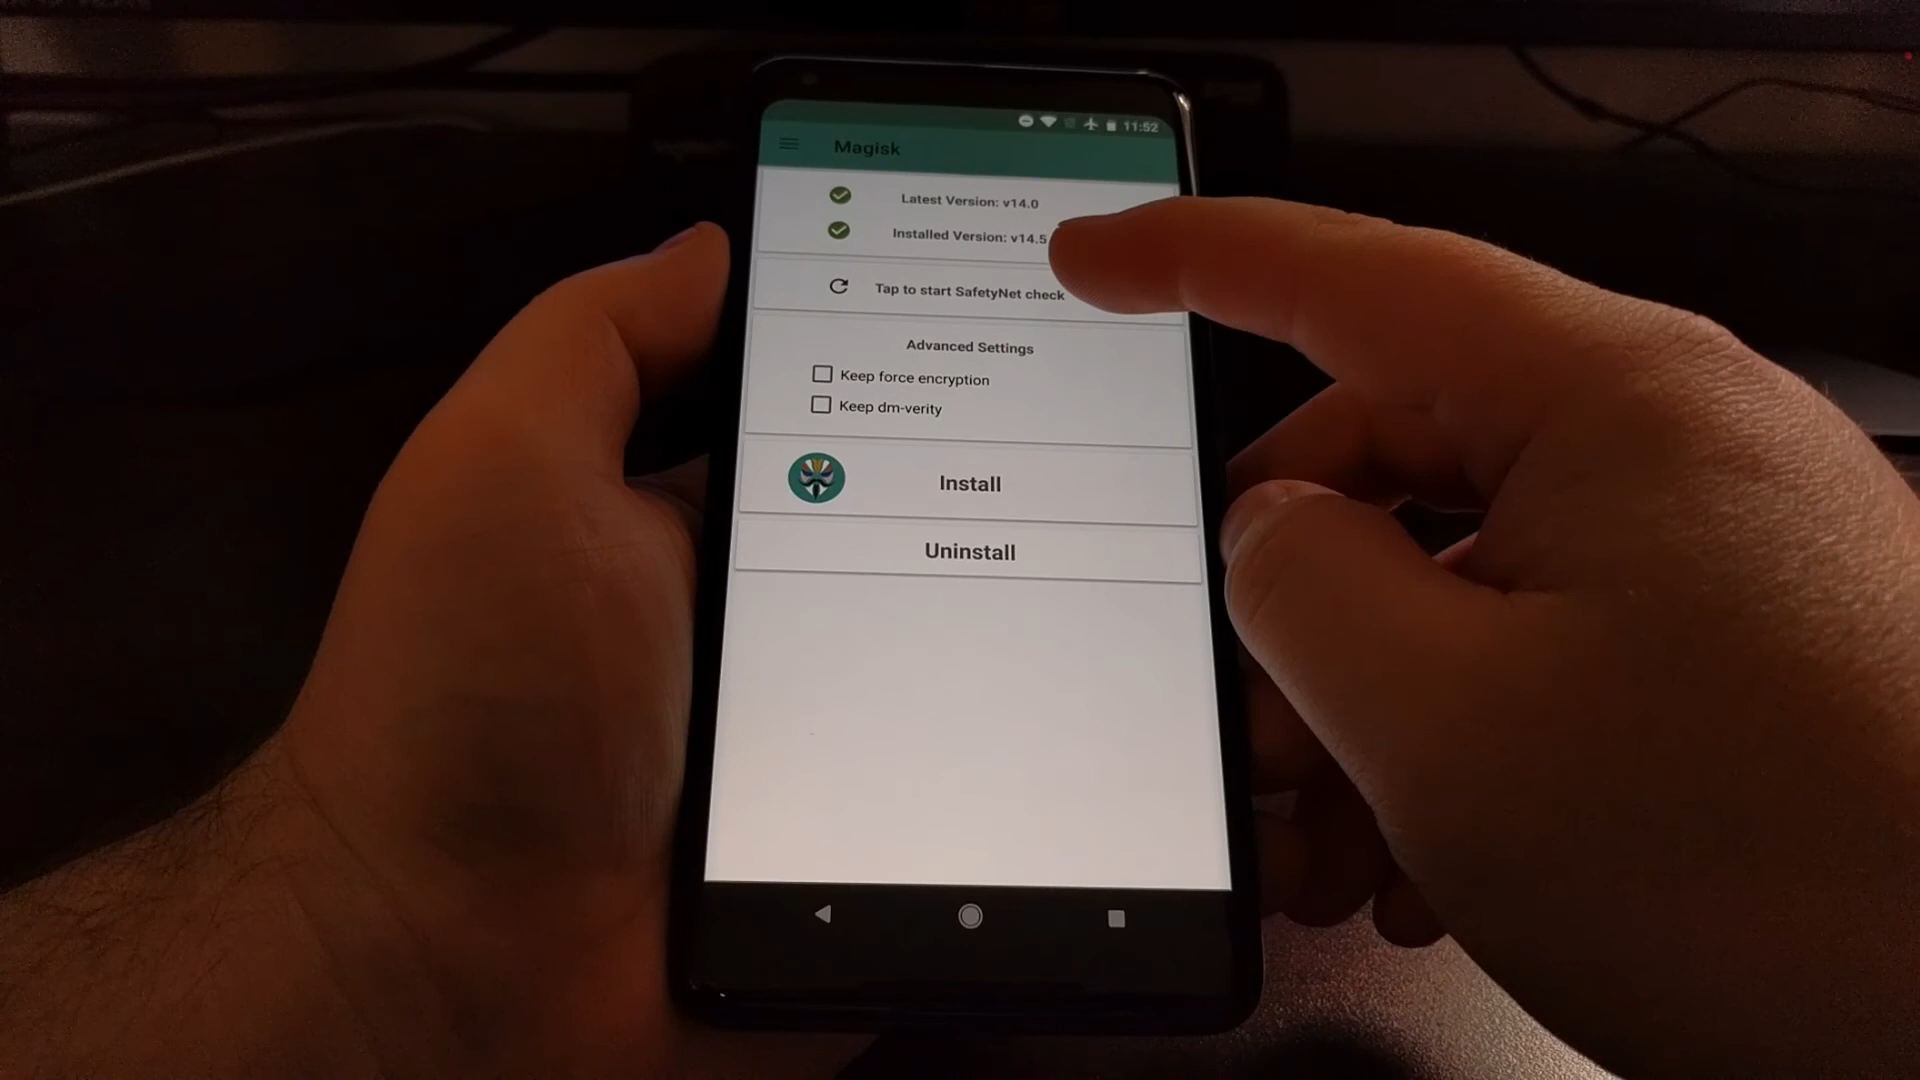 11:52
Magisk
Latest Version: v14.0
Installed Version: v14.5
Tap to start SafetyNet check
Advanced Settings
Keep force encryption
Keep dm-verity
Install
Uninstall